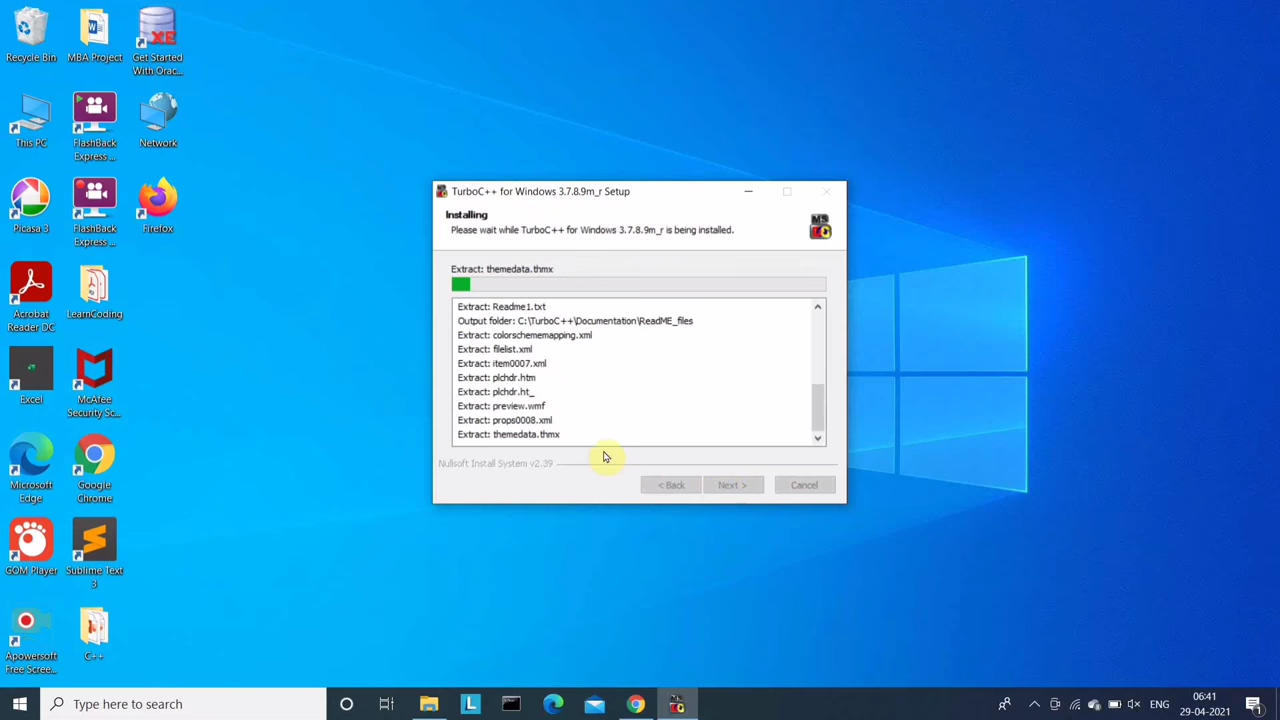 Recycle Bin
MBA Project
Get Started
With Orac...
This PC
FlashBack
Express ...
Network
Picasa 3
FlashBack
Express ...
Firefox
Acrobat
Reader DC
LearnCoding
Excel
McAfee
Security Sc...
Microsoft
Edge
Google
Chrome
GOM Player
Sublime Text
3
Apowersoft
Free Scree...
C++
TurboC++ for Windows 3.7.8.9m_r Setup
Installing
Please wait while TurboC++ for Windows 3.7.8.9m_r is being installed.
MS
Extract: themedata.thmx
Extract: Readme1.txt
Output folder: C:\TurboC++\Documentation\ReadME_files
Extract: colorschememapping.xml
Extract: filelist.xml
Extract: item0007.xml
Extract: plchdr.htm
Extract: plchdr.ht_
Extract: preview.wmf
Extract: props0008.xml
Extract: themedata.thmx
Nullsoft Install System v2.39
< Back
Next >
Cancel
Type here to search
L
ENG
06:41
29-04-2021
1